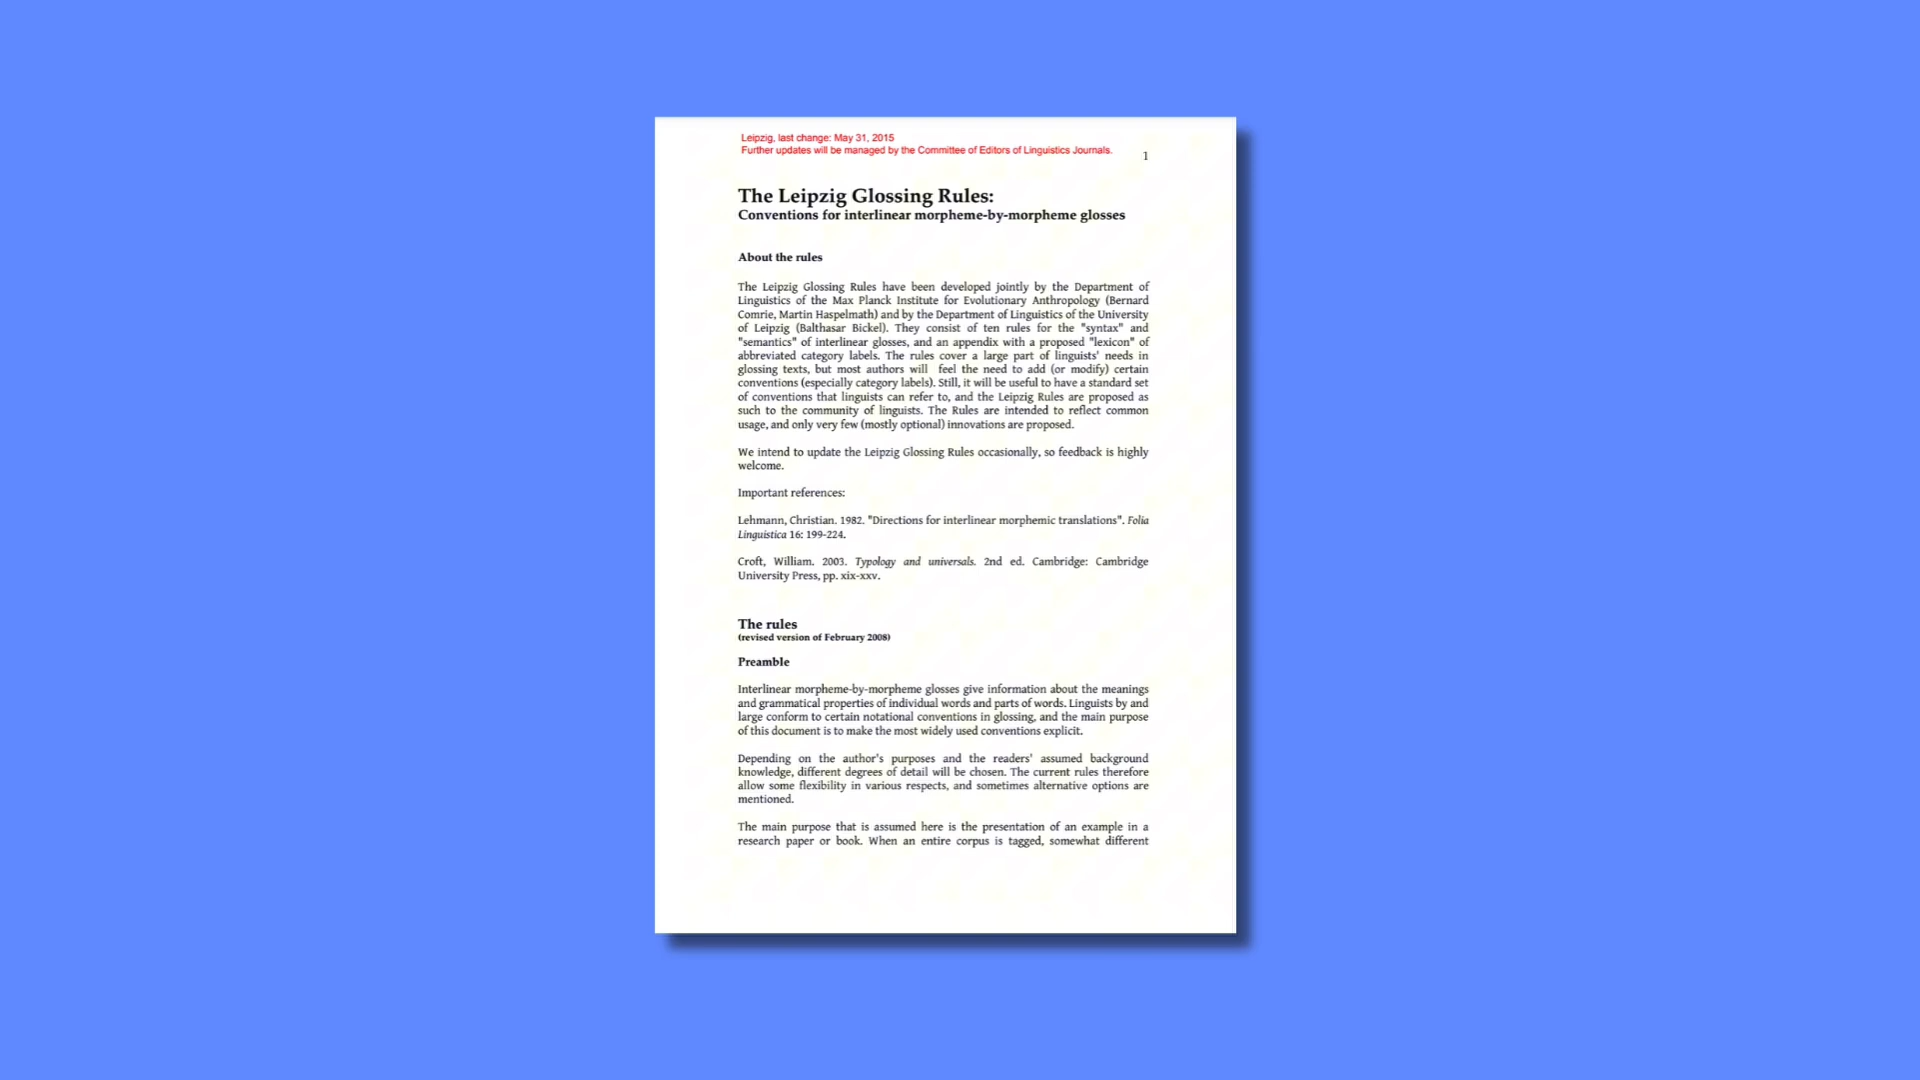 Leipzig, last change: May 31, 2015
Further updates will be managed by the Committee of Editors of Linguistics Journals.
1
The Leipzig Glossing Rules:
Conventions for interlinear morpheme-by-morpheme glosses
About the rules
The Leipzig Glossing Rules have been developed jointly by the Department of
Linguistics of the Max Planck Institute for Evolutionary Anthropology (Bernard
Comrie, Martin Haspelmath) and by the Department of Linguistics of the University
of Leipzig (Balthasar Bickel). They consist of ten rules for the "syntax" and
"semantics" of interlinear glosses, and an appendix with a proposed "lexicon" of
abbreviated category labels. The rules cover a large part of linguists' needs in
glossing texts, but most authors will feel the need to add (or modify) certain
conventions (especially category labels). Still, it will be useful to have a standard set
of conventions that linguists can refer to, and the Leipzig Rules are proposed as
such to the community of linguists. The Rules are intended to reflect common
usage, and only very few (mostly optional) innovations are proposed.
We intend to update the Leipzig Glossing Rules occasionally, so feedback is highly
welcome.
Important references:
Lehmann, Christian. 1982. "Directions for interlinear morphemic translations". Folia
Linguistica 16: 199-224.
Croft, William. 2003. Typology and universals. 2nd ed. Cambridge: Cambridge
University Press, pp. xix-xxv.
The rules
(revised version of February 2008)
Preamble
Interlinear morpheme-by-morpheme glosses give information about the meanings
and grammatical properties of individual words and parts of words. Linguists by and
large conform to certain notational conventions in glossing, and the main purpose
of this document is to make the most widely used conventions explicit.
Depending on the author's purposes and the readers' assumed background
knowledge, different degrees of detail will be chosen. The current rules therefore
allow some flexibility in various respects, and sometimes alternative options are
mentioned.
The main purpose that is assumed here is the presentation of an example in a
research paper or book. When an entire corpus is tagged, somewhat different